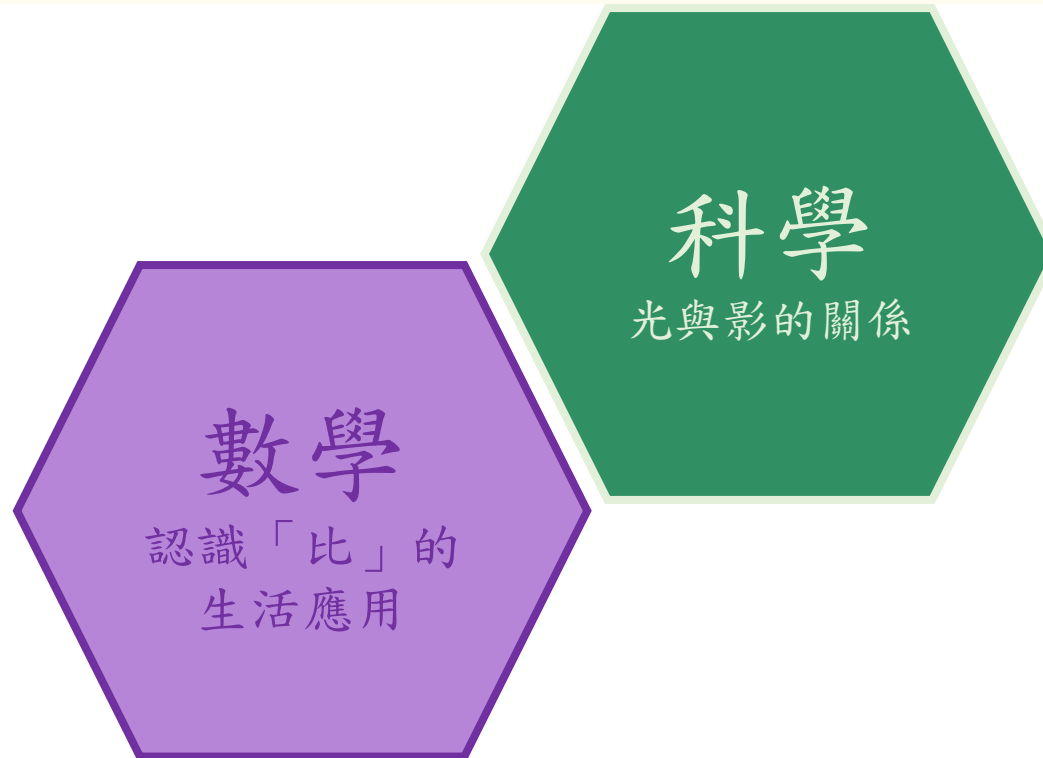 科學
光與影的關係
數學
認識「比」的
生活應用